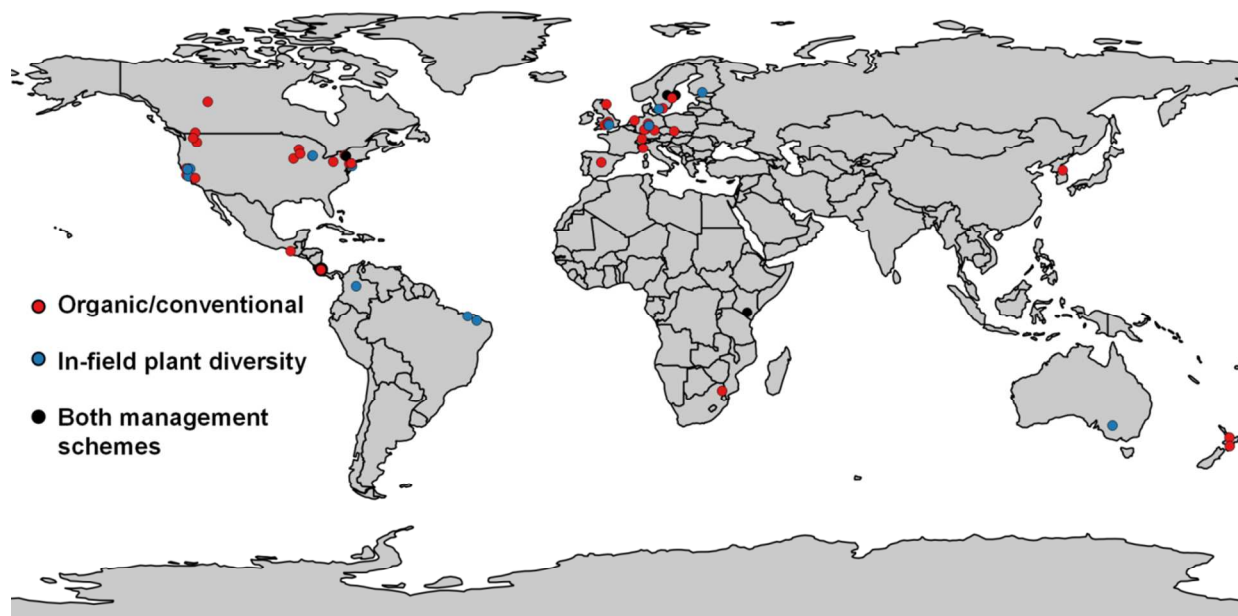 Organic/conventional
In-field plant diversity
Both management
schemes